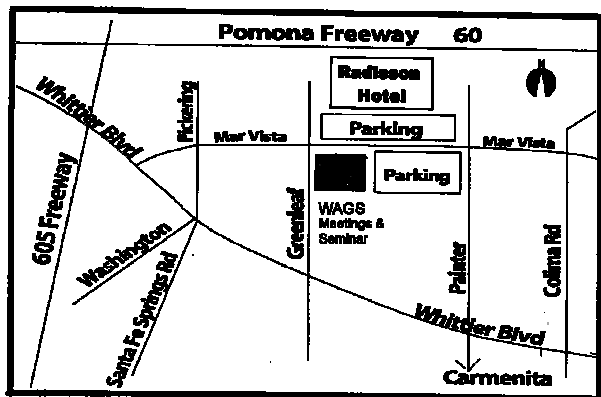 Pomona Freeway 60
N
Radisson
Hotel
Parking
Whittier Blvd
Pickering
Mar Vista
Mar Vista
Parking
605 Freeway
WAGS
Meetings &
Seminar
Greenleaf
Washington
Santa Fe Springs Rd
Painter
Colima Rd
Whittier Blvd
Carmenita